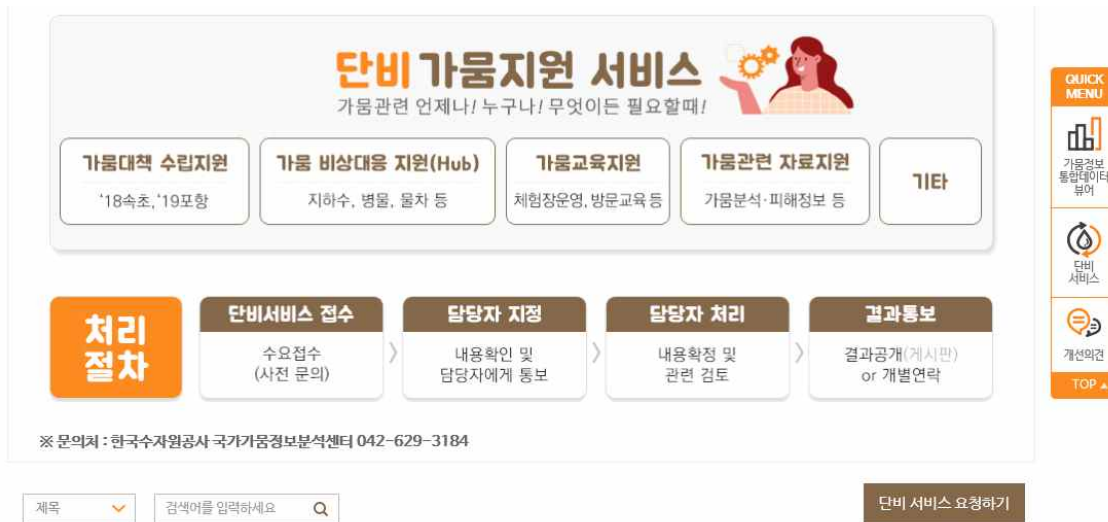 단비 가뭄지원 서비스
가뭄관련 언제나! 누구나! 무엇이든 필요할때!
가뭄대책 수립지원
'18속초,'19포항
가뭄 비상대응 지원(Hub)
지하수, 병물, 물차 등
가뭄교육지원
체험장운영, 방문교육 등
가뭄관련 자료지원
가뭄분석·피해정보 등
기타
처리
절차
단비서비스 접수
수요접수
(사전 문의)
담당자 지정
내용확인 및
담당자에게 통보
담당자 처리
내용확정 및
관련 검토
결과통보
결과공개(게시판)
or 개별연락
※ 문의처 : 한국수자원공사 국가가뭄정보분석센터 042-629-3184
제목
검색어를 입력하세요
단비 서비스 요청하기
QUICK
MENU
가뭄정보
통합데이터
뷰어
단비
서비스
개선의견
TOP